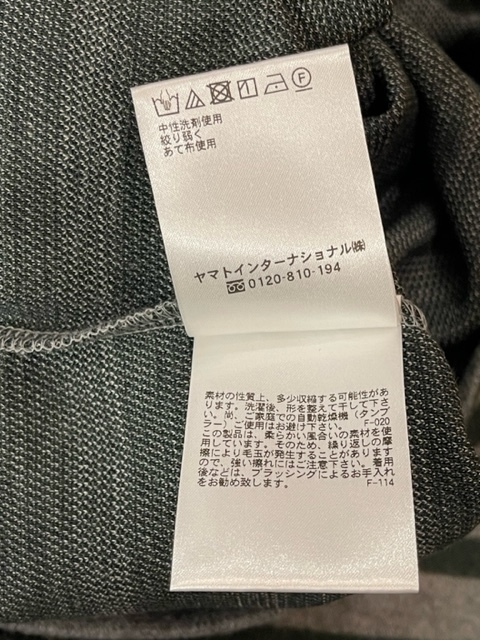 中性洗剤使用
絞り弱く
あて布使用
ヤマトインターナショナル㈱
0120-810-194
素材の性質上、多少収縮する可能性があ
ります。洗濯後、形を整えて干して下さ
い。尚、ご家庭での自動乾燥機(タンブ
ラー)ご使用はお避け下さい。 F-020
この製品は、柔らかい風合いの素材を使
用しています。そのため、繰り返しの摩
擦により毛玉が発生することがあります
ので、強い擦れにはご注意下さい。着用
後などは、ブラッシングによるお手入れ
をお勧め致します。 F-114